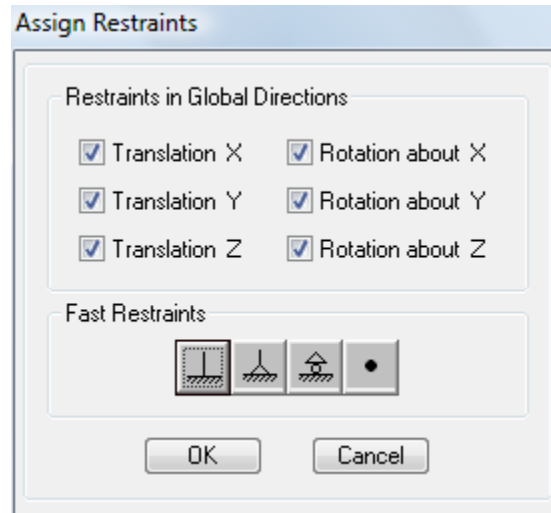 Assign Restraints
Restraints in Global Directions
Translation X Rotation about X
Translation Y Rotation about Y
Translation Z Rotation about Z
Fast Restraints
OK Cancel